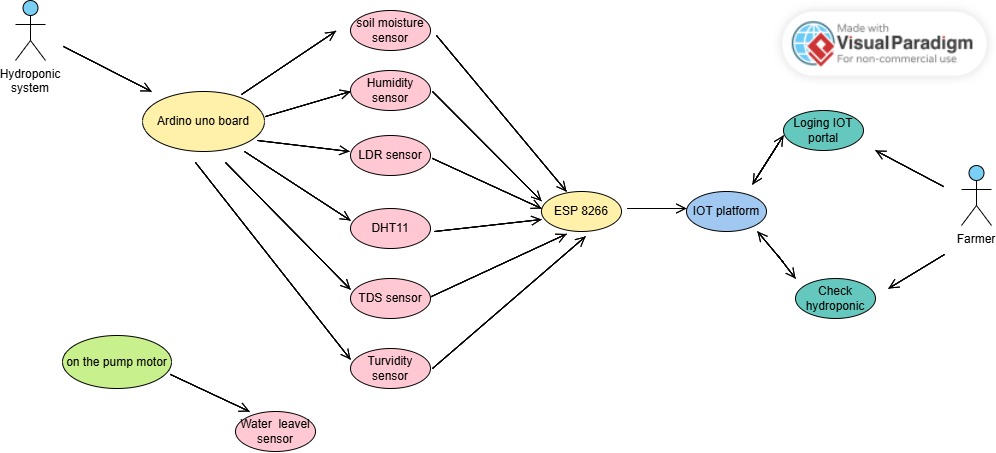 Hydroponic
system
Ardino uno board
soil moisture
sensor
Humidity
sensor
LDR sensor
DHT11
TDS sensor
Turvidity
sensor
on the pump motor
Water leavel
sensor
ESP 8266
IOT platform
Loging IOT
portal
Check
hydroponic
Farmer
Made with
VisualParadigm
For non-commercial use